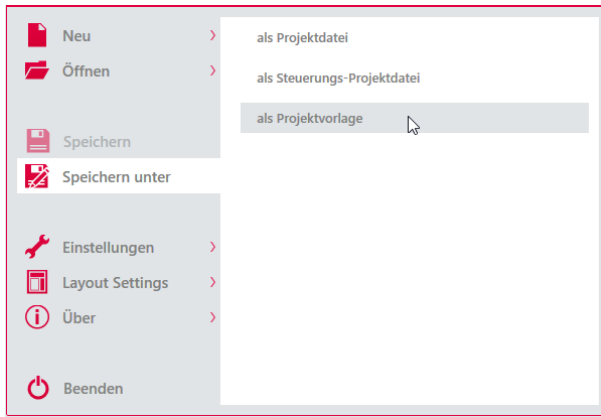 Neu
Öffnen
Speichern
Speichern unter
Einstellungen
Layout Settings
Über
Beenden
als Projektdatei
als Steuerungs-Projektdatei
als Projektvorlage